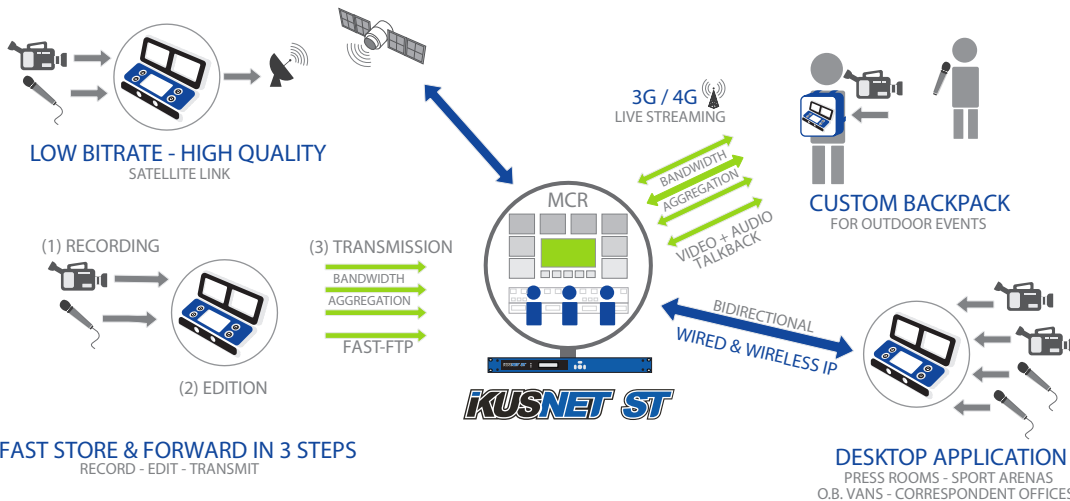 LOW BITRATE - HIGH QUALITY
SATELLITE LINK
3G / 4G
LIVE STREAMING
BANDWIDTH
AGGREGATION
VIDEO + AUDIO
TALKBACK
CUSTOM BACKPACK
FOR OUTDOOR EVENTS
(1) RECORDING
(2) EDITION
(3) TRANSMISSION
BANDWIDTH
AGGREGATION
FAST-FTP
FAST STORE & FORWARD IN 3 STEPS
RECORD - EDIT - TRANSMIT
MCR
iKUSNET ST
BIDIRECTIONAL
WIRED & WIRELESS IP
DESKTOP APPLICATION
PRESS ROOMS - SPORT ARENAS
O.B. VANS - CORRESPONDENT OFFICES